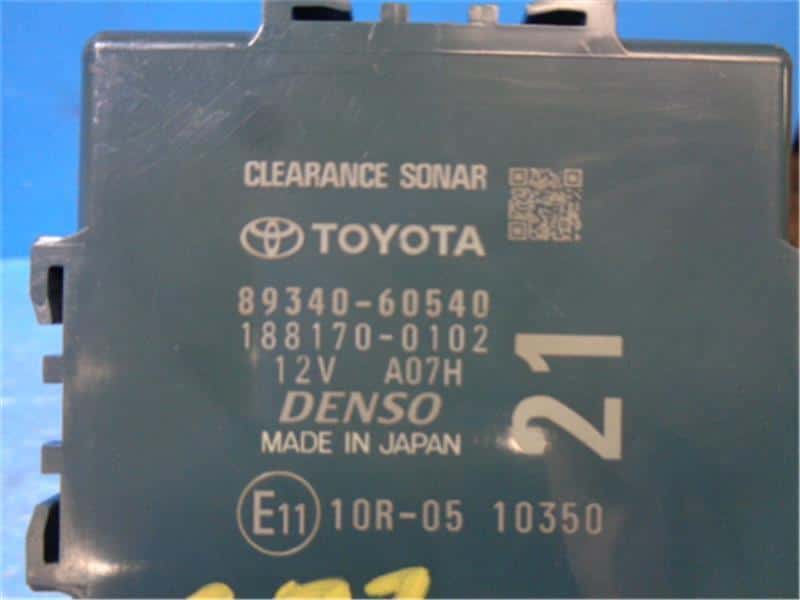 CLEARANCE SONAR
TOYOTA
89340-60540
188170-0102
12V A07H
DENSO
MADE IN JAPAN
21
E11 10R-05 10350